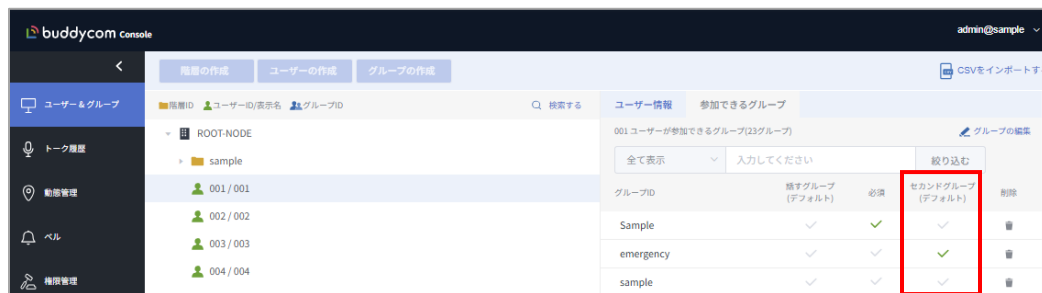 buddycom Console
admin@sample
階層の作成 ユーザーの作成 グループの作成 CSVをインポートす
ユーザー&グループ
階層ID ユーザーID/表示名 グループID 検索する
ユーザー情報 参加できるグループ
ROOT-NODE
001 ユーザーが参加できるグループ(23グループ) グループの編集
トーク履歴
sample
全て表示 入力してください 絞り込む
動態管理
001 / 001
グループID 話すグループ(デフォルト) 必須 セカンドグループ(デフォルト) 削除
002 / 002
Sample
ベル
003 / 003
emergency
権限管理
004 / 004
sample